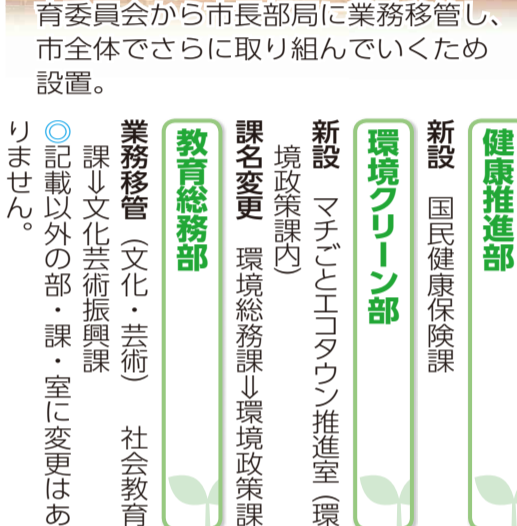 育委員会から市長部局に業務移管し、
市全体でさらに取り組んでいくため
設置。
健康推進部
新設　国民健康保険課
環境クリーン部
新設　マチごとエコタウン推進室（環
境政策課内）
課名変更　環境総務課⇒環境政策課
教育総務部
業務移管（文化・芸術）　社会教育
課⇒文化芸術振興課
◎記載以外の部・課・室に変更はあ
りません。